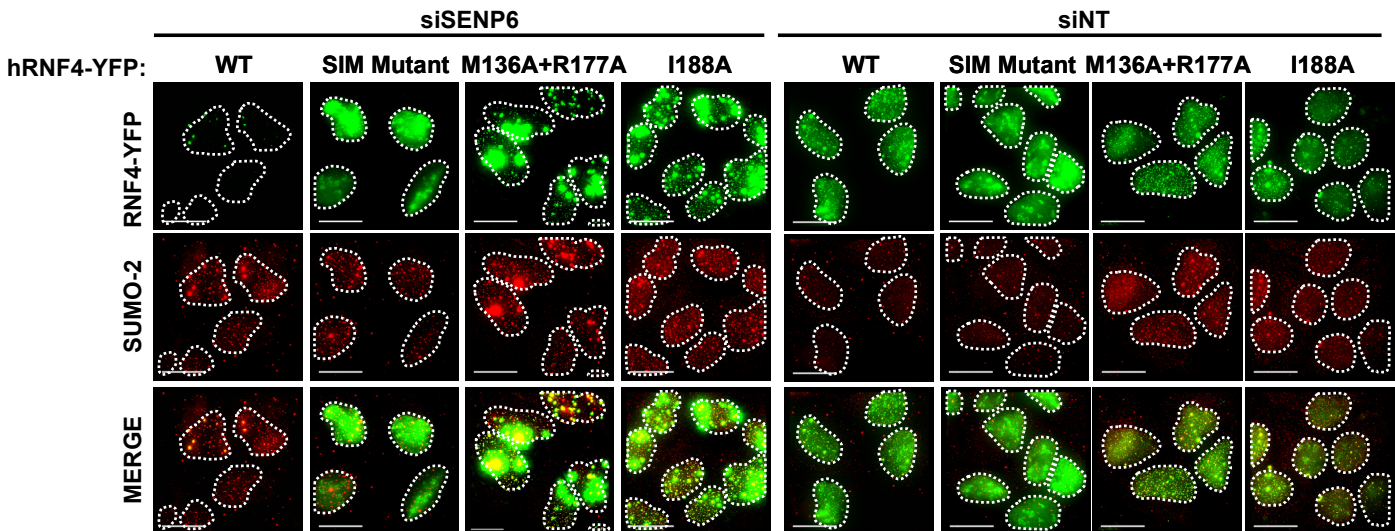 siSENP6 siNT
hRNF4-YFP: WT SIM Mutant M136A+R177A I188A WT SIM Mutant M136A+R177A I188A
RNF4-YFP
SUMO-2
MERGE